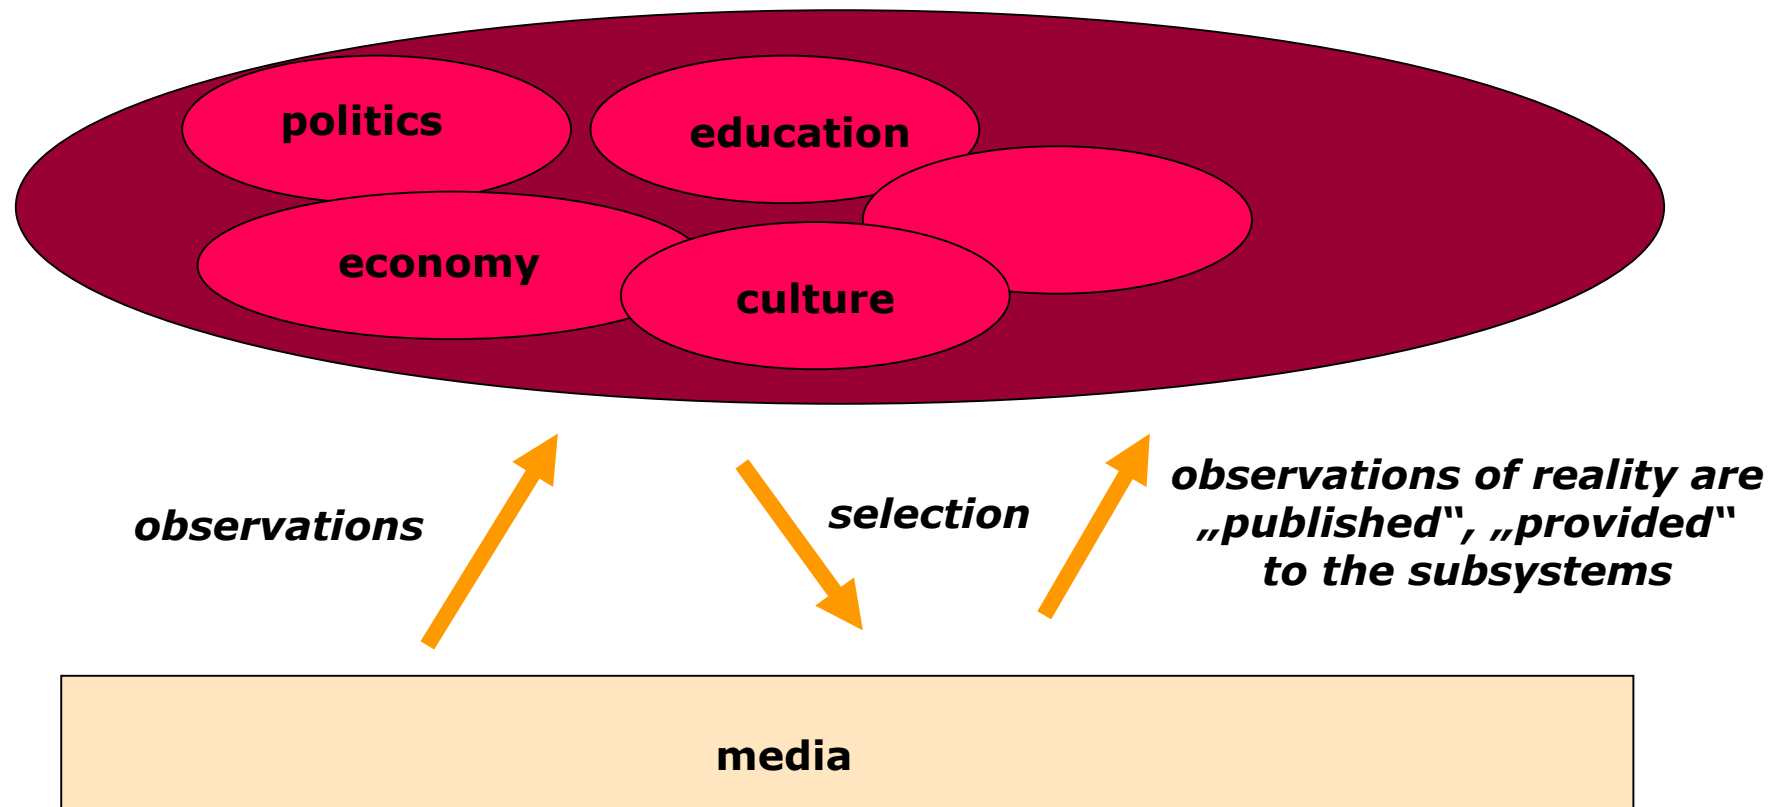 politics
education
economy
culture
observations
selection
observations of reality are
„published“, „provided“
to the subsystems
media